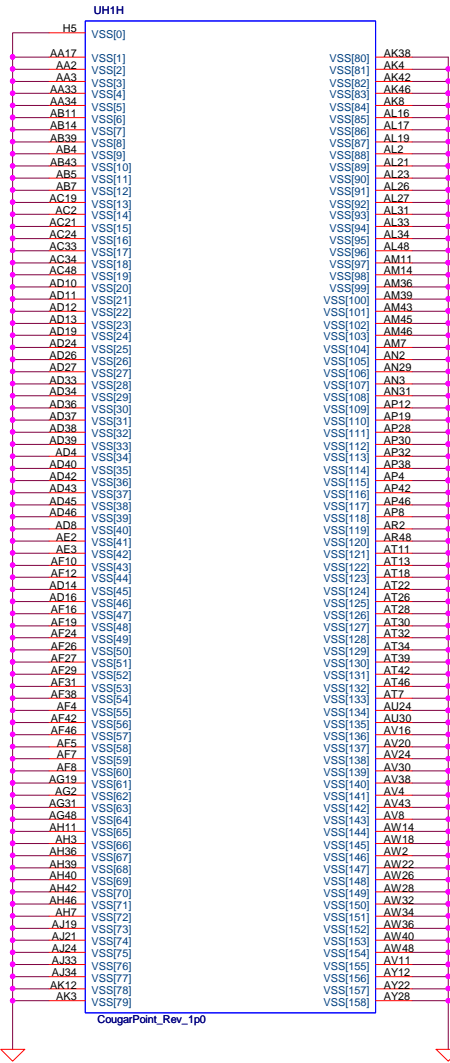 UH1H
H5 VSS[0]
AA17 VSS[1] VSS[80] AK38
AA2 VSS[2] VSS[81] AK4
AA3 VSS[3] VSS[82] AK42
AA33 VSS[4] VSS[83] AK46
AA34 VSS[5] VSS[84] AK8
AB11 VSS[6] VSS[85] AL16
AB14 VSS[7] VSS[86] AL17
AB39 VSS[8] VSS[87] AL19
AB4 VSS[9] VSS[88] AL2
AB43 VSS[10] VSS[89] AL21
AB5 VSS[11] VSS[90] AL23
AB7 VSS[12] VSS[91] AL26
AC19 VSS[13] VSS[92] AL27
AC2 VSS[14] VSS[93] AL31
AC21 VSS[15] VSS[94] AL33
AC24 VSS[16] VSS[95] AL34
AC33 VSS[17] VSS[96] AL48
AC34 VSS[18] VSS[97] AM11
AC48 VSS[19] VSS[98] AM14
AD10 VSS[20] VSS[99] AM36
AD11 VSS[21] VSS[100] AM39
AD12 VSS[22] VSS[101] AM43
AD13 VSS[23] VSS[102] AM45
AD19 VSS[24] VSS[103] AM46
AD24 VSS[25] VSS[104] AM7
AD26 VSS[26] VSS[105] AN2
AD27 VSS[27] VSS[106] AN29
AD33 VSS[28] VSS[107] AN3
AD34 VSS[29] VSS[108] AN31
AD36 VSS[30] VSS[109] AP12
AD37 VSS[31] VSS[110] AP19
AD38 VSS[32] VSS[111] AP28
AD39 VSS[33] VSS[112] AP30
AD4 VSS[34] VSS[113] AP32
AD40 VSS[35] VSS[114] AP38
AD42 VSS[36] VSS[115] AP4
AD43 VSS[37] VSS[116] AP42
AD45 VSS[38] VSS[117] AP46
AD46 VSS[39] VSS[118] AP8
AD8 VSS[40] VSS[119] AR2
AE2 VSS[41] VSS[120] AR48
AE3 VSS[42] VSS[121] AT11
AF10 VSS[43] VSS[122] AT13
AF12 VSS[44] VSS[123] AT18
AD14 VSS[45] VSS[124] AT22
AD16 VSS[46] VSS[125] AT26
AF16 VSS[47] VSS[126] AT28
AF19 VSS[48] VSS[127] AT30
AF24 VSS[49] VSS[128] AT32
AF26 VSS[50] VSS[129] AT34
AF27 VSS[51] VSS[130] AT39
AF29 VSS[52] VSS[131] AT42
AF31 VSS[53] VSS[132] AT46
AF38 VSS[54] VSS[133] AT7
AF4 VSS[55] VSS[134] AU24
AF42 VSS[56] VSS[135] AU30
AF46 VSS[57] VSS[136] AV16
AF5 VSS[58] VSS[137] AV20
AF7 VSS[59] VSS[138] AV24
AF8 VSS[60] VSS[139] AV30
AG19 VSS[61] VSS[140] AV38
AG2 VSS[62] VSS[141] AV4
AG31 VSS[63] VSS[142] AV43
AG48 VSS[64] VSS[143] AV8
AH11 VSS[65] VSS[144] AW14
AH3 VSS[66] VSS[145] AW18
AH36 VSS[67] VSS[146] AW2
AH39 VSS[68] VSS[147] AW22
AH40 VSS[69] VSS[148] AW26
AH42 VSS[70] VSS[149] AW28
AH46 VSS[71] VSS[150] AW32
AH7 VSS[72] VSS[151] AW34
AJ19 VSS[73] VSS[152] AW36
AJ21 VSS[74] VSS[153] AW40
AJ24 VSS[75] VSS[154] AW48
AJ33 VSS[76] VSS[155] AV11
AJ34 VSS[77] VSS[156] AY12
AK12 VSS[78] VSS[157] AY22
AK3 VSS[79] VSS[158] AY28
CougarPoint_Rev_1p0